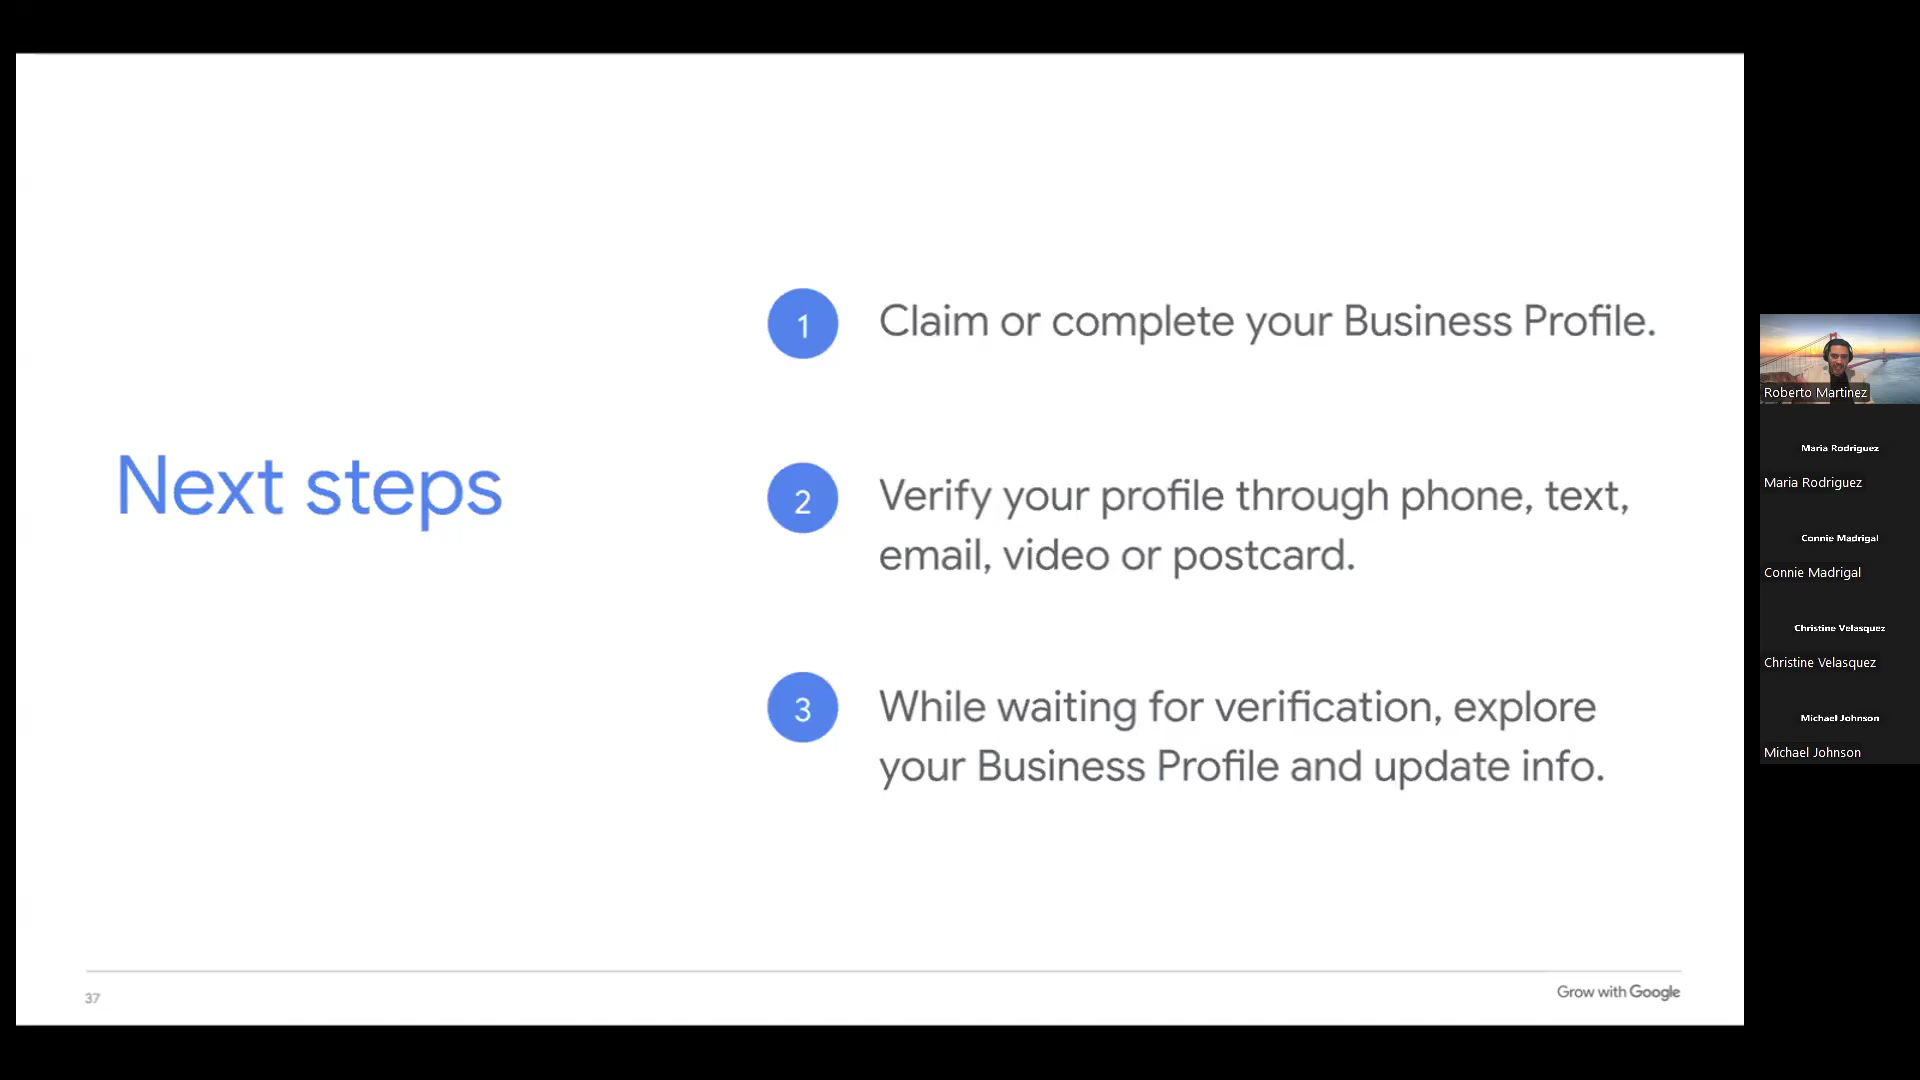 Next steps
1
Claim or complete your Business Profile.
2
Verify your profile through phone, text,
email, video or postcard.
3
While waiting for verification, explore
your Business Profile and update info.
37
Grow with Google
Roberto Martinez
Maria Rodriguez
Maria Rodriguez
Connie Madrigal
Connie Madrigal
Christine Velasquez
Christine Velasquez
Michael Johnson
Michael Johnson